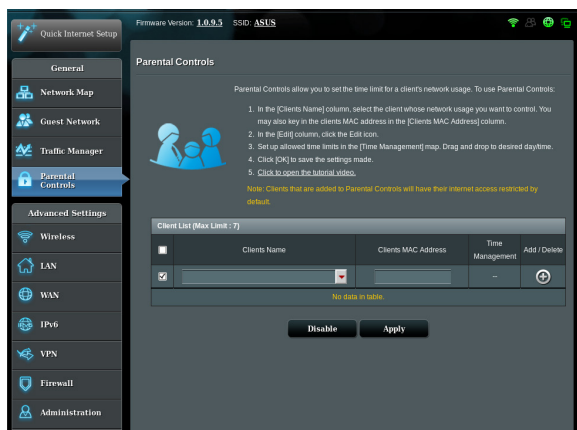 Firmware Version: 1.0.9.5 SSID: ASUS
Quick Internet Setup
General
Network Map
Guest Network
Traffic Manager
Parental
Controls
Advanced Settings
Wireless
LAN
WAN
IPv6
VPN
Firewall
Administration
Parental Controls
Parental Controls allow you to set the time limit for a client's network usage. To use Parental Controls:
1. In the [Clients Name] column, select the client whose network usage you want to control. You
may also key in the clients MAC address in the [Clients MAC Address] column.
2. In the [Edit] column, click the Edit icon.
3. Set up allowed time limits in the [Time Management] map. Drag and drop to desired day/time.
4. Click [OK] to save the settings made.
5. Click to open the tutorial video.
Note: Clients that are added to Parental Controls will have their Internet access restricted by
default.
Client List (Max Limit : 7)
Clients Name Clients MAC Address Time Management Add / Delete
--
No data in table.
Disable Apply